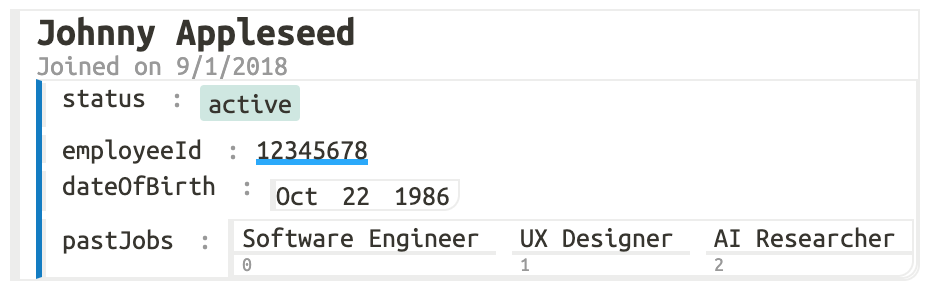 Johnny Appleseed
Joined on 9/1/2018
status : active
employeeId : 12345678
dateOfBirth : Oct 22 1986
pastJobs : Software Engineer UX Designer AI Researcher
0 1 2